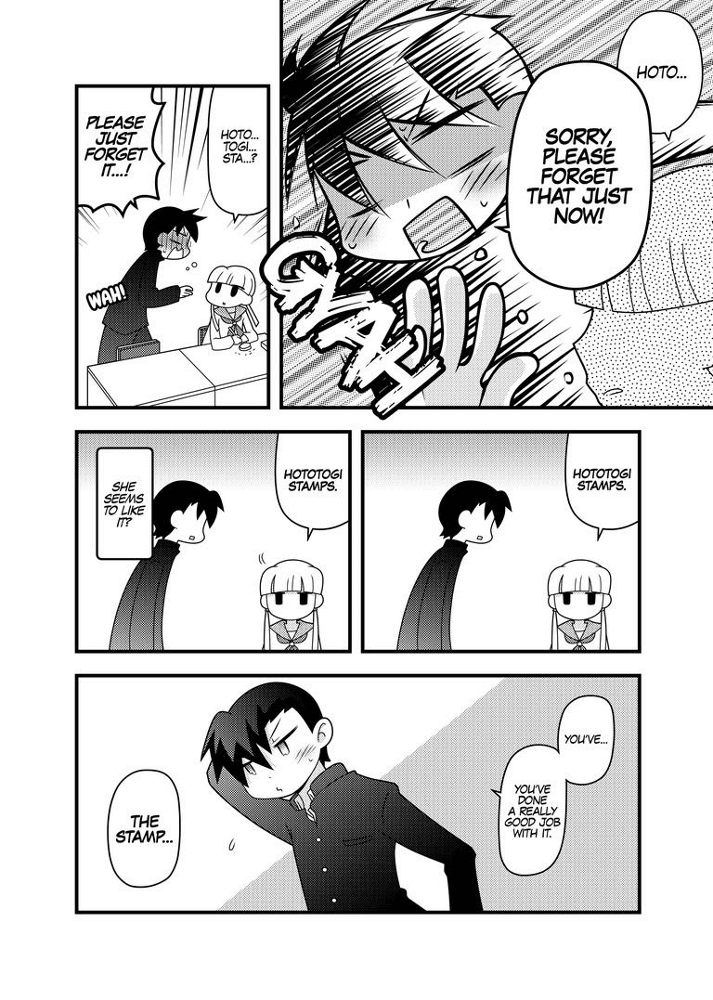 HOTO...
SORRY,
PLEASE
FORGET
THAT JUST
NOW!
GYAH
HOTO...
TOGI...
STA...?
PLEASE
JUST
FORGET
IT...!
WAH!
HOTOTOGI
STAMPS.
HOTOTOGI
STAMPS.
SHE
SEEMS
TO LIKE
IT?
YOU'VE...
YOU'VE
DONE
A REALLY
GOOD JOB
WITH IT.
THE
STAMP...